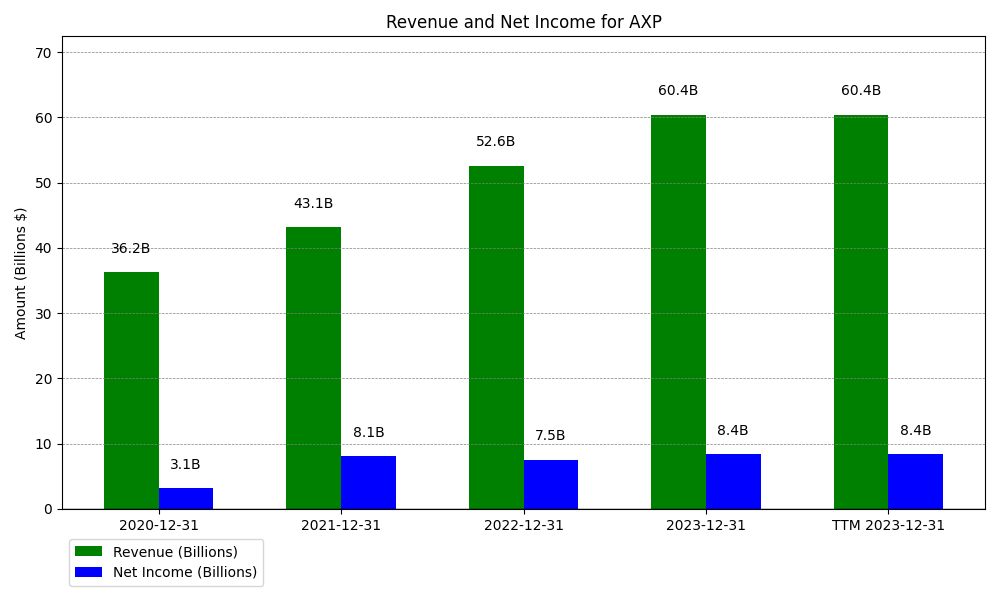 Revenue and Net Income for AXP
Amount (Billions $)
70
60
50
40
30
20
10
0
36.2B
3.1B
43.1B
8.1B
52.6B
7.5B
60.4B
8.4B
60.4B
8.4B
2020-12-31
2021-12-31
2022-12-31
2023-12-31
TTM 2023-12-31
Revenue (Billions)
Net Income (Billions)